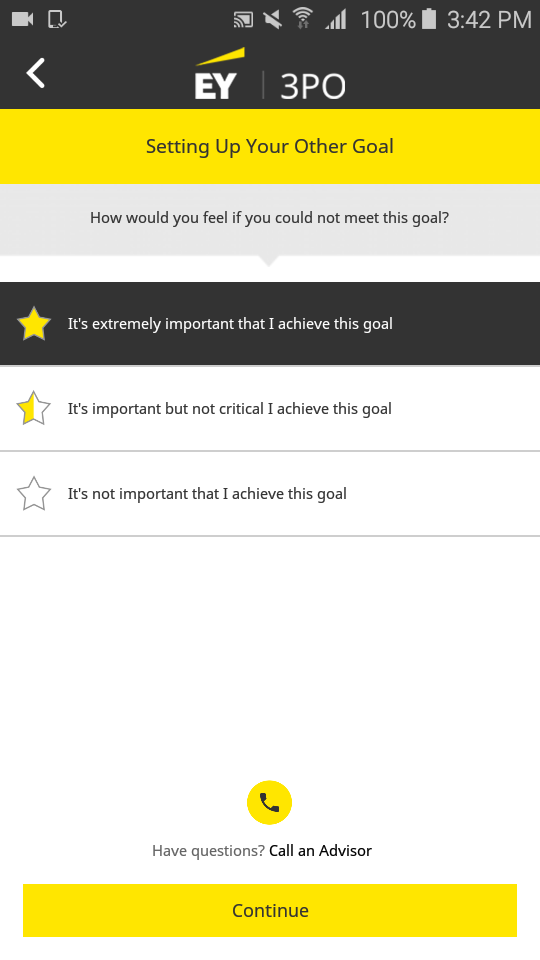 100% 3:42 PM
EY 3PO
Setting Up Your Other Goal
How would you feel if you could not meet this goal?
It's extremely important that I achieve this goal
It's important but not critical I achieve this goal
It's not important that I achieve this goal
Have questions? Call an Advisor
Continue